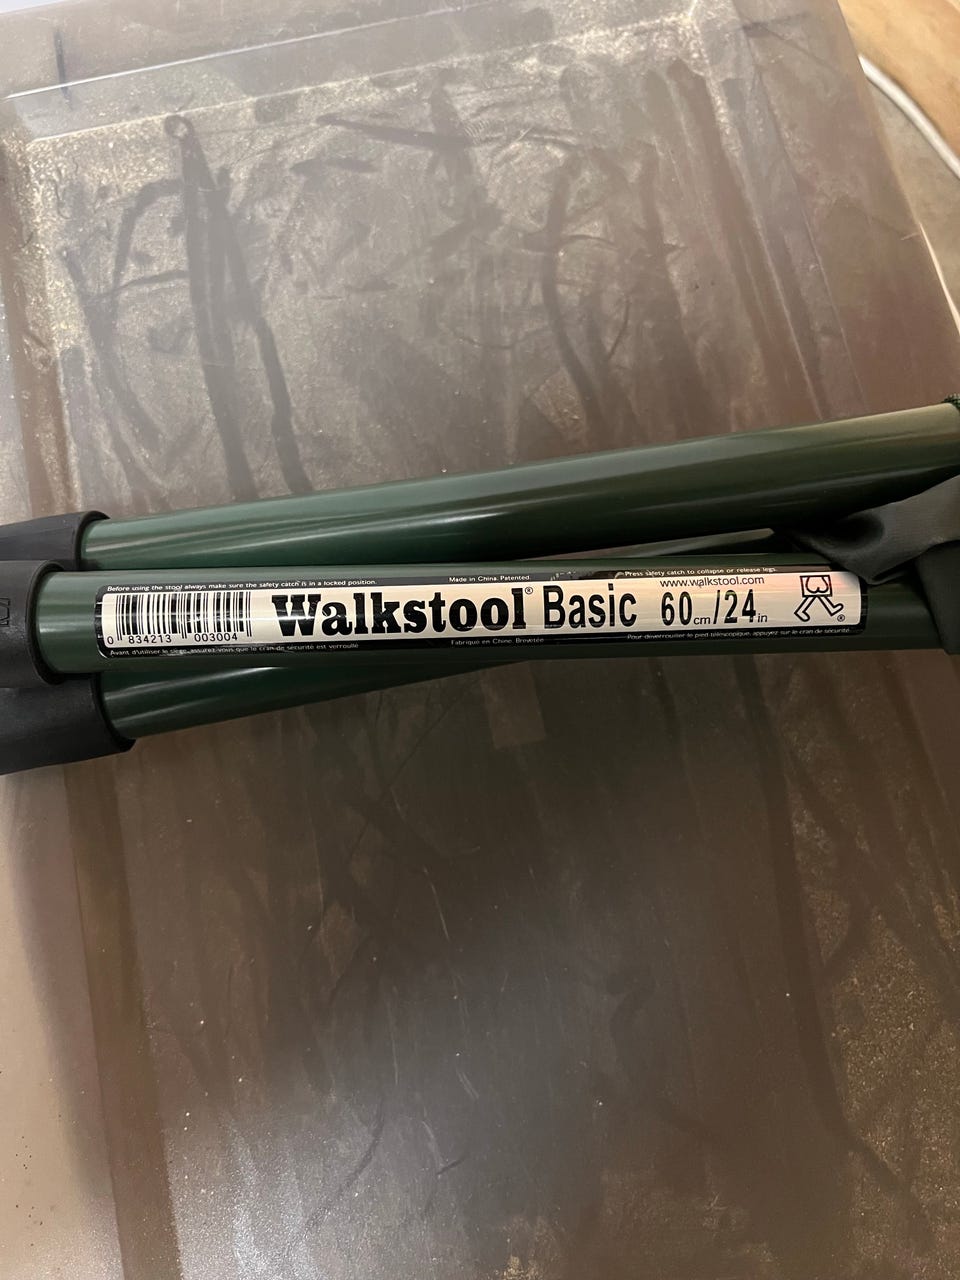 Before using the stool always make sure the safety catch is in a locked position.
Made in China. Patented.
Press safety catch to collapse or release legs.
www.walkstool.com
Walkstool® Basic 60cm/24in
®
0 834213 003004
Avant d'utiliser le siège, assurez-vous que le cran de sécurité est verrouillé
Fabriqué en Chine. Brevetée
Pour déverrouiller le pied télescopique, appuyez sur le cran de sécurité.